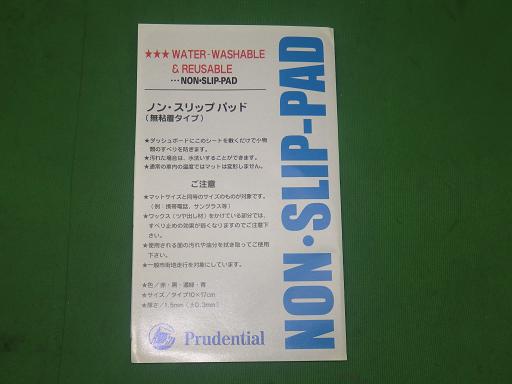 ★★★ WATER-WASHABLE
& REUSABLE
···NON•SLIP-PAD
ノン・スリップ パッド
(無粘着タイプ)
★ダッシュボードにこのシートを敷くだけで小物
類のすべりを防ぎます。
★汚れた場合は、水洗いすることができます。
★通常の車内の温度ではマットは変形しません。
ご注意
★マットサイズと同等のサイズのものが対象です。
(例:携帯電話、サングラス等)
★ワックス(ツヤ出し材)をかけている部分では、
すべり止めの効果が弱くなりますのでご注意下
さい。
★使用される面の汚れや油分を拭き取ってご使用
下さい。
★一般市街地走行を対象にしています。
★色/赤・黒・濃緑・青
★サイズ/タイプ10×17cm
★厚さ/1.5mm(±0.3mm)
Prudential
NON•SLIP-PAD